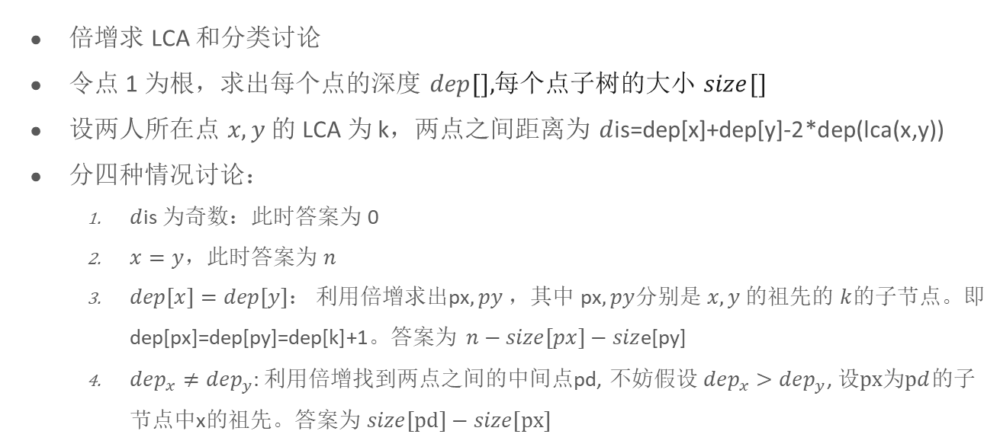 ● 倍增求 LCA 和分类讨论
● 令点 1 为根，求出每个点的深度 dep[],每个点子树的大小 size[]
● 设两人所在点 x, y 的 LCA 为 k，两点之间距离为 dis=dep[x]+dep[y]-2*dep(lca(x,y))
● 分四种情况讨论：
1. dis 为奇数：此时答案为 0
2. x = y，此时答案为 n
3. dep[x] = dep[y]： 利用倍增求出px, py ，其中 px, py分别是 x, y 的祖先的 k的子节点。即
dep[px]=dep[py]=dep[k]+1。答案为 n − size[px] − size[py]
4. depₓ ≠ dep_y: 利用倍增找到两点之间的中间点pd, 不妨假设 depₓ > dep_y, 设px为pd的子
节点中x的祖先。答案为 size[pd] − size[px]